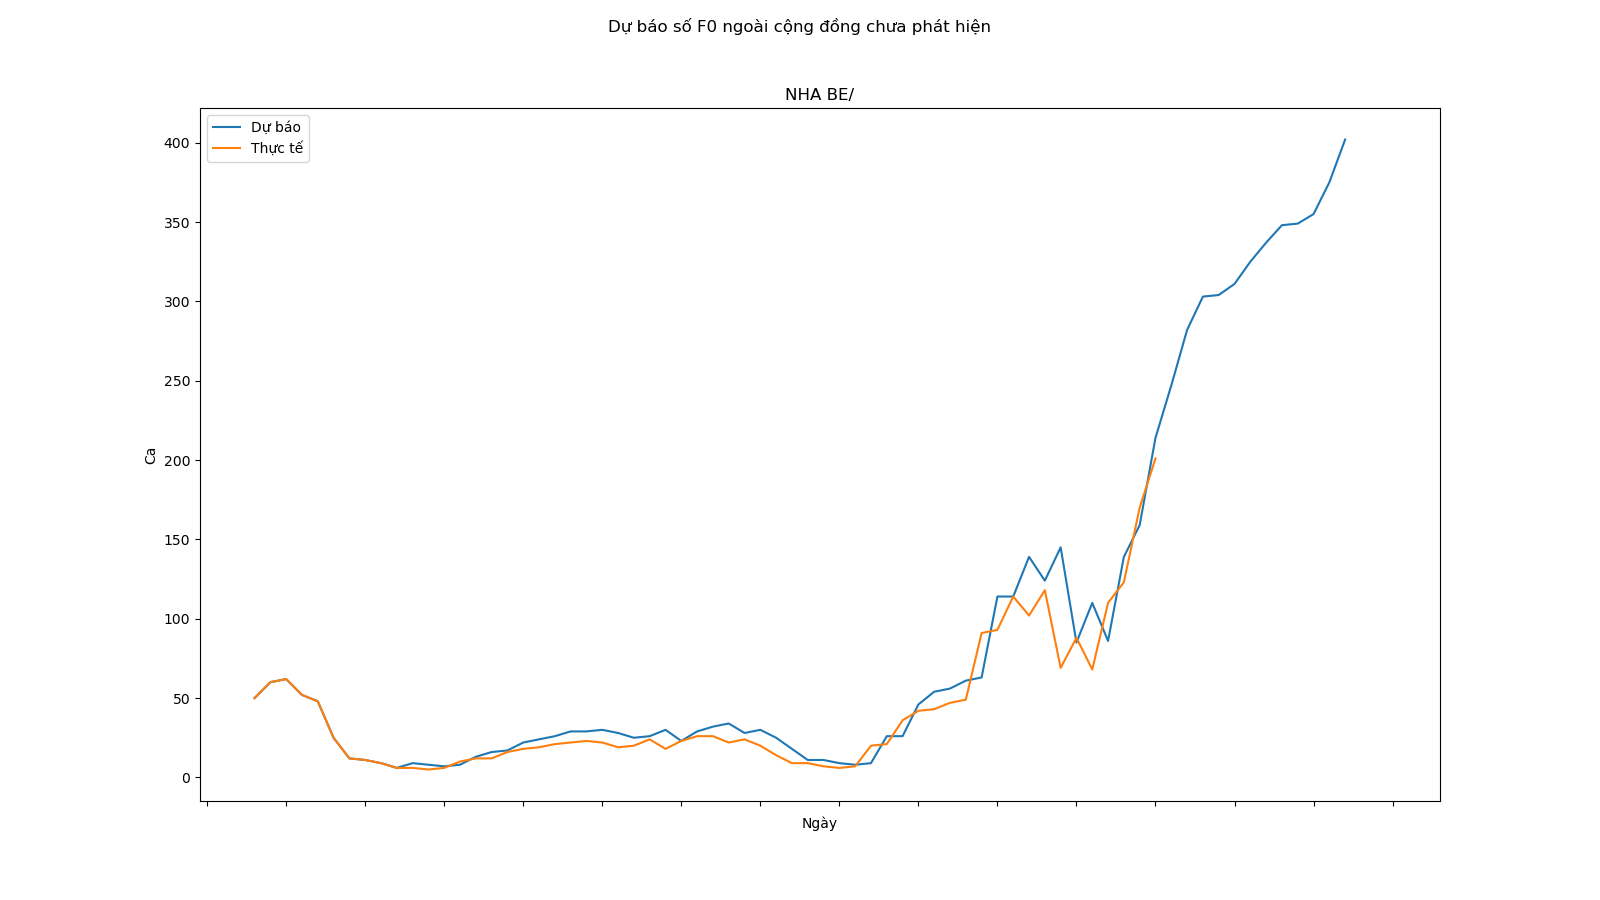 Dự báo số F0 ngoài cộng đồng chưa phát hiện
NHA BE/
Dự báo
Thực tế
400
350
300
250
200
150
100
50
0
Ca
Ngày